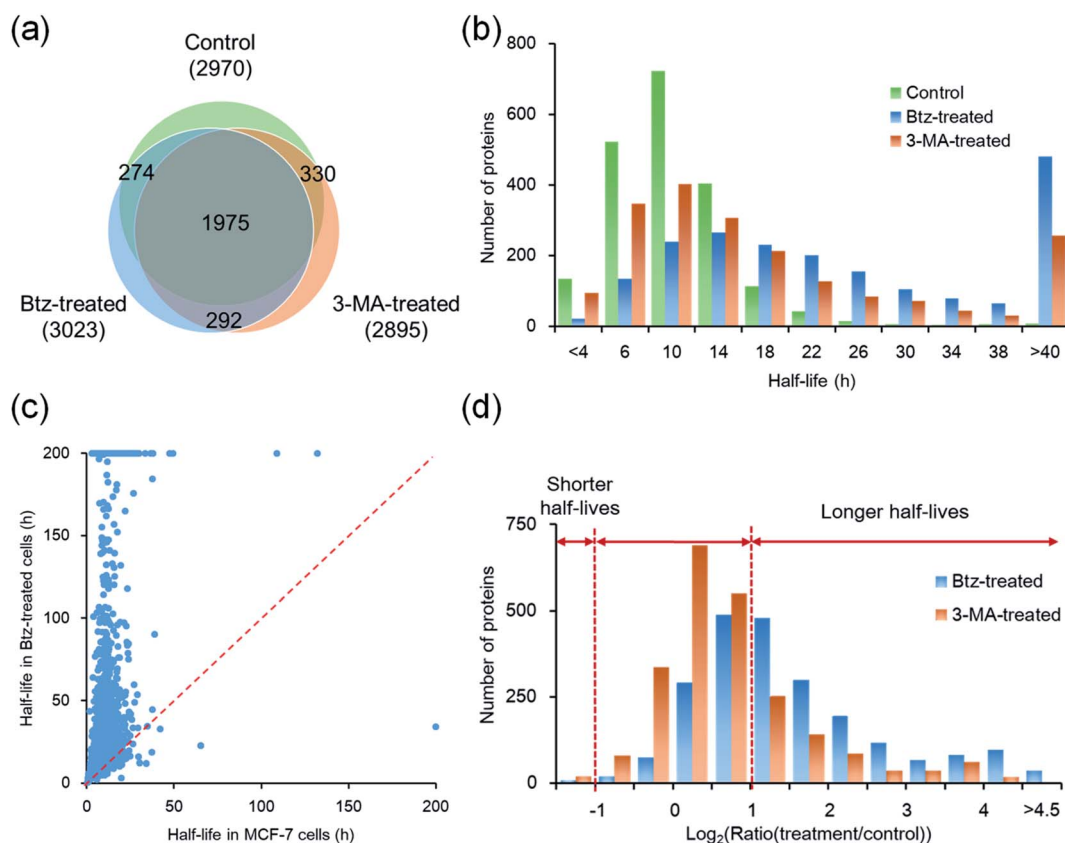 (a)
Control
(2970)
274
330
1975
Btz-treated
(3023)
292
3-MA-treated
(2895)
(b)
800
600
400
200
0
Number of proteins
Control
Btz-treated
3-MA-treated
<4 6 10 14 18 22 26 30 34 38 >40
Half-life (h)
(c)
200
150
100
50
0
Half-life in Btz-treated cells (h)
0 50 100 150 200
Half-life in MCF-7 cells (h)
(d)
Shorter
half-lives
Longer half-lives
750
500
250
0
Number of proteins
Btz-treated
3-MA-treated
-1 0 1 2 3 4 >4.5
Log₂(Ratio(treatment/control))